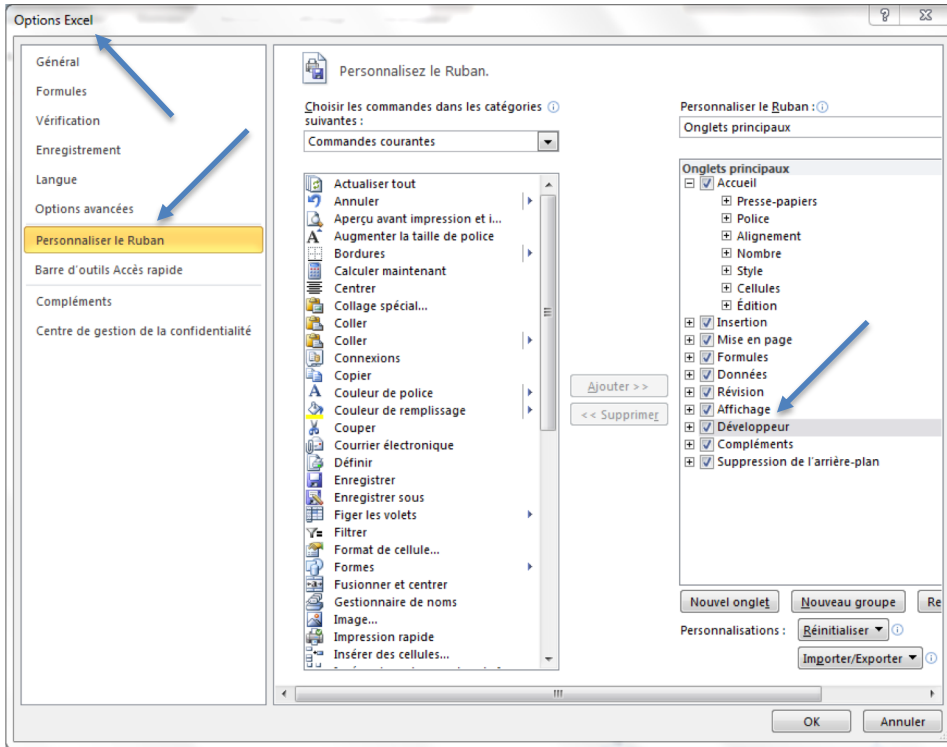 Options Excel
Général
Formules
Vérification
Enregistrement
Langue
Options avancées
Personnaliser le Ruban
Barre d'outils Accès rapide
Compléments
Centre de gestion de la confidentialité
Personnalisez le Ruban.
Choisir les commandes dans les catégories
suivantes :
Commandes courantes
Actualiser tout
Annuler
Aperçu avant impression et i...
Augmenter la taille de police
Bordures
Calculer maintenant
Centrer
Collage spécial...
Coller
Coller
Connexions
Copier
Couleur de police
Couleur de remplissage
Couper
Courrier électronique
Définir
Enregistrer
Enregistrer sous
Figer les volets
Filtrer
Format de cellule...
Formes
Fusionner et centrer
Gestionnaire de noms
Image...
Impression rapide
Insérer des cellules...
Ajouter >>
<< Supprimer
Personnaliser le Ruban :
Onglets principaux
Onglets principaux
Accueil
Presse-papiers
Police
Alignement
Nombre
Style
Cellules
Édition
Insertion
Mise en page
Formules
Données
Révision
Affichage
Développeur
Compléments
Suppression de l'arrière-plan
Nouvel onglet
Nouveau groupe
Re
Personnalisations :
Réinitialiser
Importer/Exporter
OK
Annuler